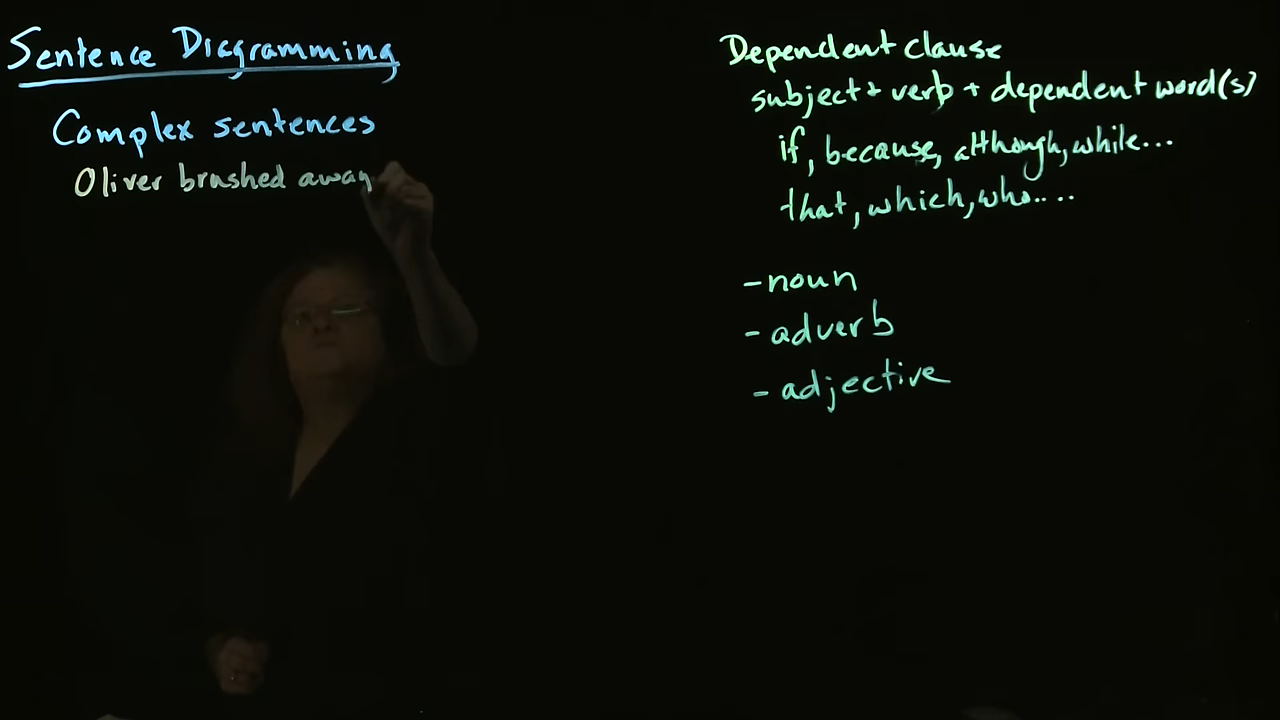 Sentence Diagramming
Complex sentences
Oliver brushed away
Dependent clause
subject + verb + dependent word(s)
if, because, although, while...
that, which, who....
- noun
- adverb
- adjective